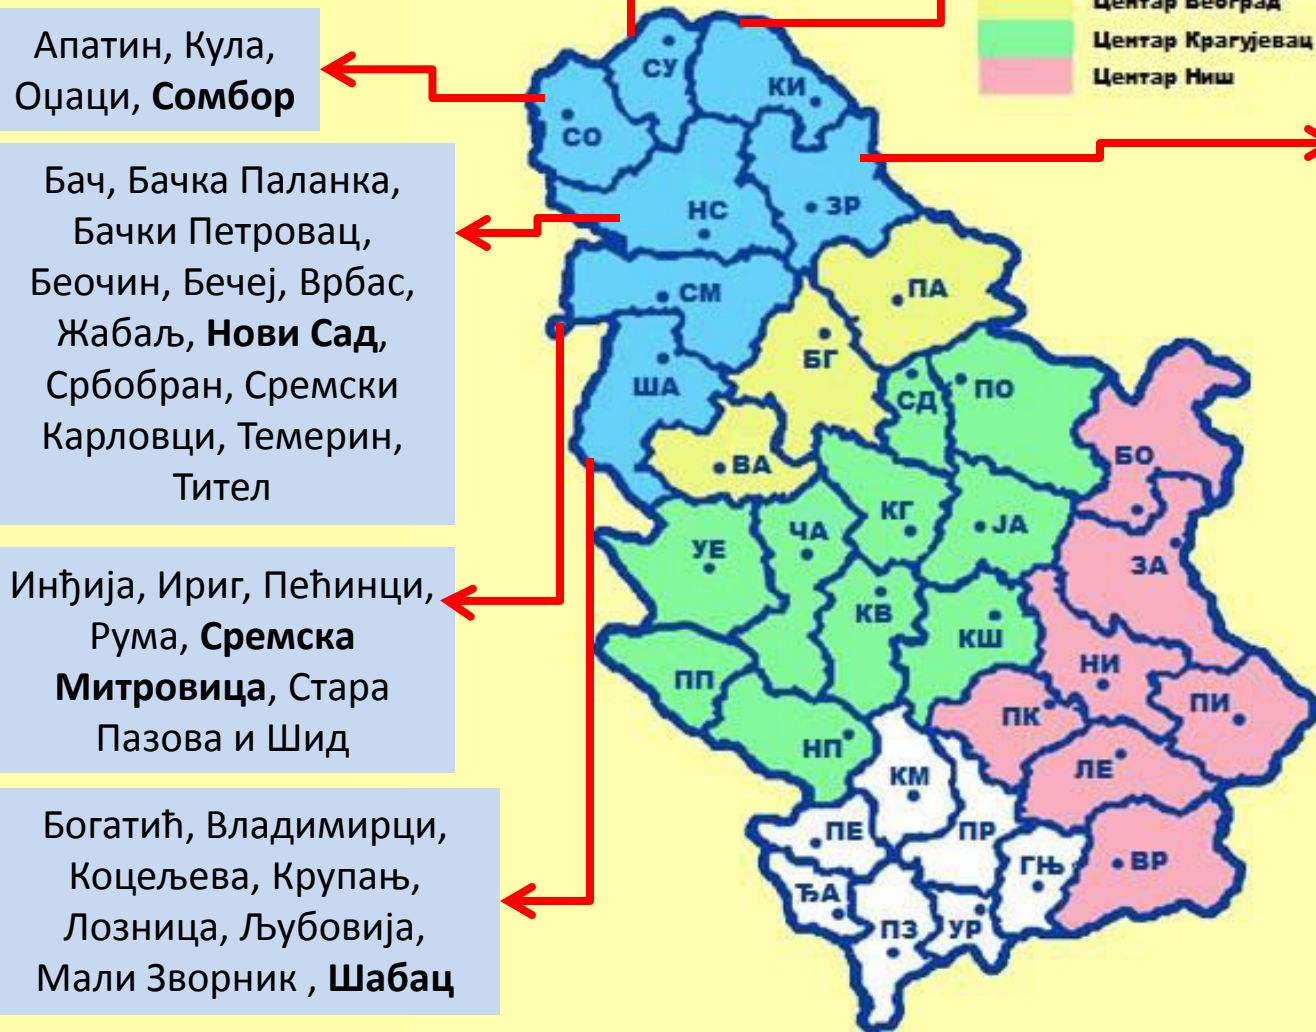 Апатин, Кула,
Оџаци, Сомбор
Бач, Бачка Паланка,
Бачки Петровац,
Беочин, Бечеј, Врбас,
Жабаљ, Нови Сад,
Србобран, Сремски
Карловци, Темерин,
Тител
Инђија, Ириг, Пећинци,
Рума, Сремска
Митровица, Стара
Пазова и Шид
Богатић, Владимирци,
Коцељева, Крупањ,
Лозница, Љубовија,
Мали Зворник , Шабац
Центар Београд
Центар Крагујевац
Центар Ниш
СУ
КИ
СО
НС
ЗР
СМ
ПА
БГ
ША
СД
ПО
ВА
БО
КГ
ЈА
УЕ
ЧА
ЗА
КВ
КШ
НИ
ПП
ПК
ПИ
НП
КМ
ЛЕ
ПЕ
ПР
ГЊ
ВР
ЂА
ПЗ
УР